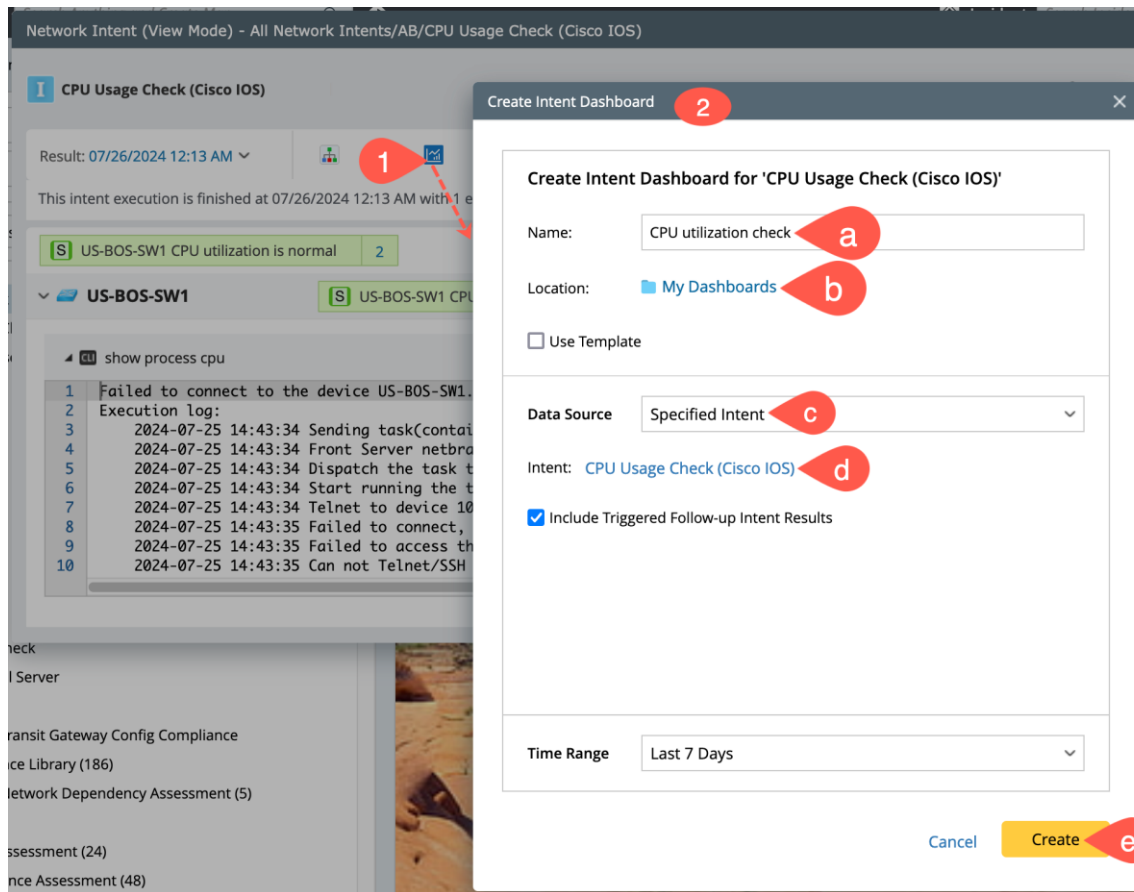 Network Intent (View Mode) - All Network Intents/AB/CPU Usage Check (Cisco IOS)
I CPU Usage Check (Cisco IOS)
Result: 07/26/2024 12:13 AM
1
This intent execution is finished at 07/26/2024 12:13 AM with 1 e
S US-BOS-SW1 CPU utilization is normal 2
US-BOS-SW1
S US-BOS-SW1 CPU
CLI show process cpu
1 Failed to connect to the device US-BOS-SW1.
2 Execution log:
3 2024-07-25 14:43:34 Sending task(contai
4 2024-07-25 14:43:34 Front Server netbra
5 2024-07-25 14:43:34 Dispatch the task t
6 2024-07-25 14:43:34 Start running the t
7 2024-07-25 14:43:34 Telnet to device 10
8 2024-07-25 14:43:35 Failed to connect,
9 2024-07-25 14:43:35 Failed to access th
10 2024-07-25 14:43:35 Can not Telnet/SSH
heck
l Server
ransit Gateway Config Compliance
ce Library (186)
Network Dependency Assessment (5)
ssessment (24)
nce Assessment (48)
Create Intent Dashboard 2
Create Intent Dashboard for 'CPU Usage Check (Cisco IOS)'
Name: CPU utilization check a
Location: My Dashboards b
Use Template
Data Source Specified Intent c
Intent: CPU Usage Check (Cisco IOS) d
Include Triggered Follow-up Intent Results
Time Range Last 7 Days
Cancel Create e